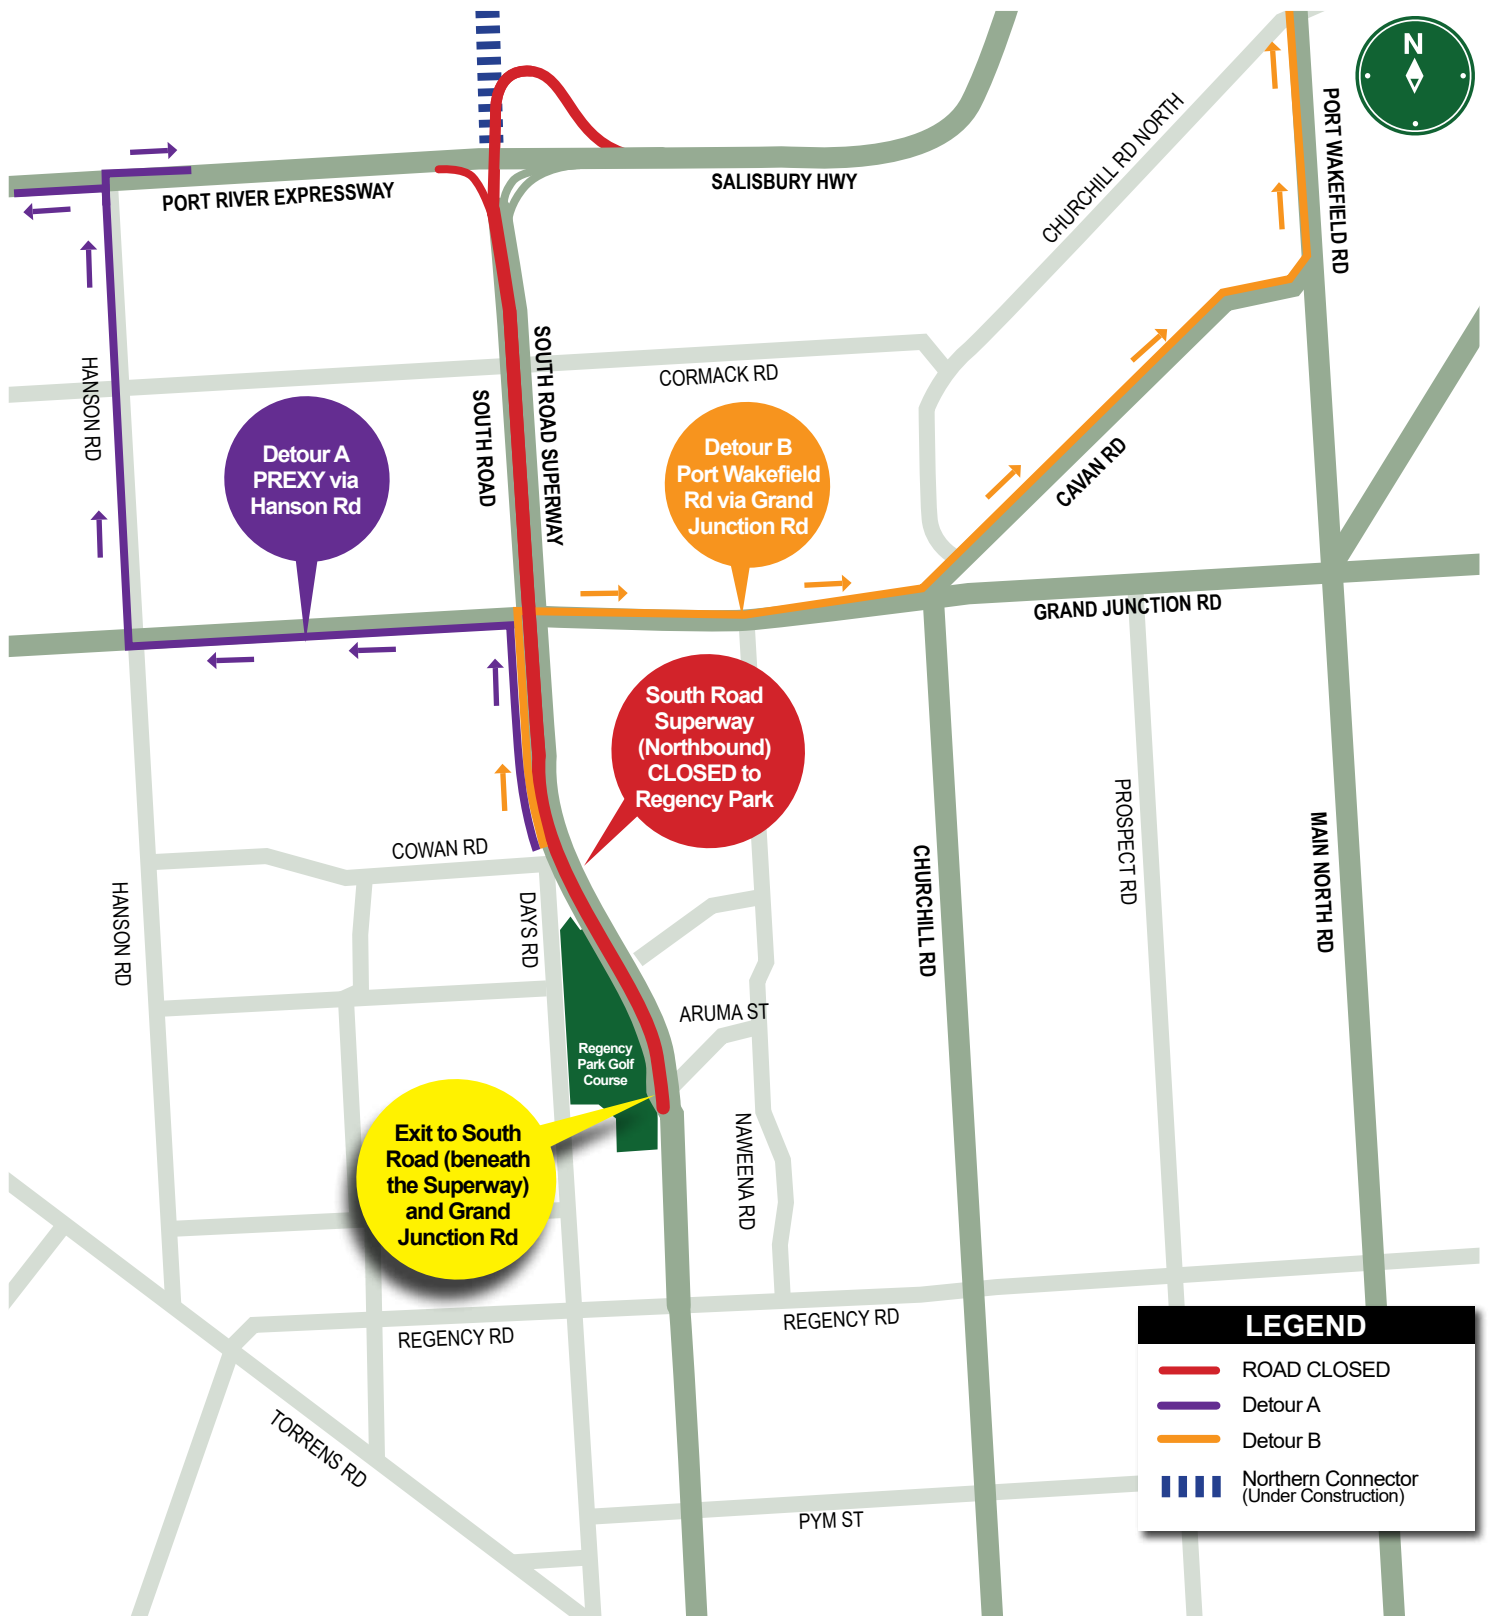 N
PORT RIVER EXPRESSWAY
SALISBURY HWY
CHURCHILL RD NORTH
PORT WAKEFIELD RD
HANSON RD
SOUTH ROAD
SOUTH ROAD SUPERWAY
CORMACK RD
CAVAN RD
Detour A
PREXY via
Hanson Rd
Detour B
Port Wakefield
Rd via Grand
Junction Rd
GRAND JUNCTION RD
South Road
Superway
(Northbound)
CLOSED to
Regency Park
COWAN RD
HANSON RD
DAYS RD
CHURCHILL RD
PROSPECT RD
MAIN NORTH RD
ARUMA ST
Regency
Park Golf
Course
NAWEENA RD
Exit to South
Road (beneath
the Superway)
and Grand
Junction Rd
REGENCY RD
REGENCY RD
TORRENS RD
PYM ST
LEGEND
ROAD CLOSED
Detour A
Detour B
Northern Connector
(Under Construction)